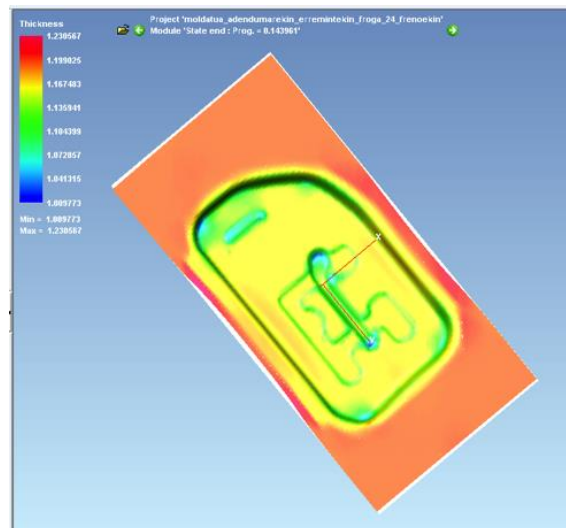 Thickness
1.230567
1.199025
1.167483
1.135941
1.104399
1.072857
1.041315
1.009773
Min = 1.009773
Max = 1.230567
Project 'moldatua_adendumarekin_erremintekin_froga_24_frenoekin'
Module 'State end : Prog. = 8.143961'
X